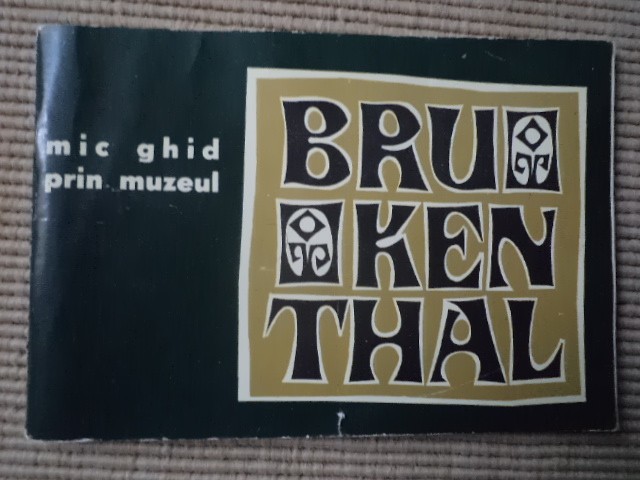 mic ghid
prin muzeul
BRU
KEN
THAL